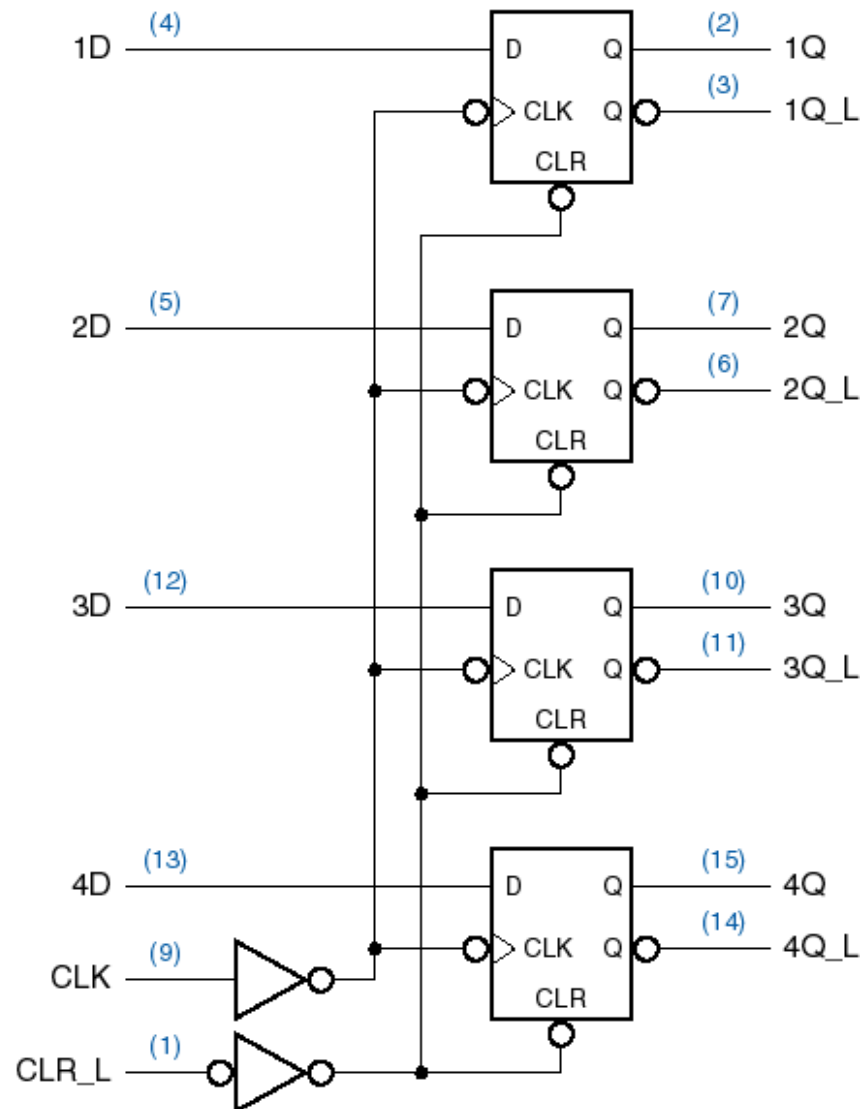 (4) (2)
1D D Q 1Q
(3)
CLK Q 1Q_L
CLR
(5) (7)
2D D Q 2Q
(6)
CLK Q 2Q_L
CLR
(12) (10)
3D D Q 3Q
(11)
CLK Q 3Q_L
CLR
(13) (15)
4D D Q 4Q
(14)
CLK Q 4Q_L
(9)
CLK
CLR
(1)
CLR_L